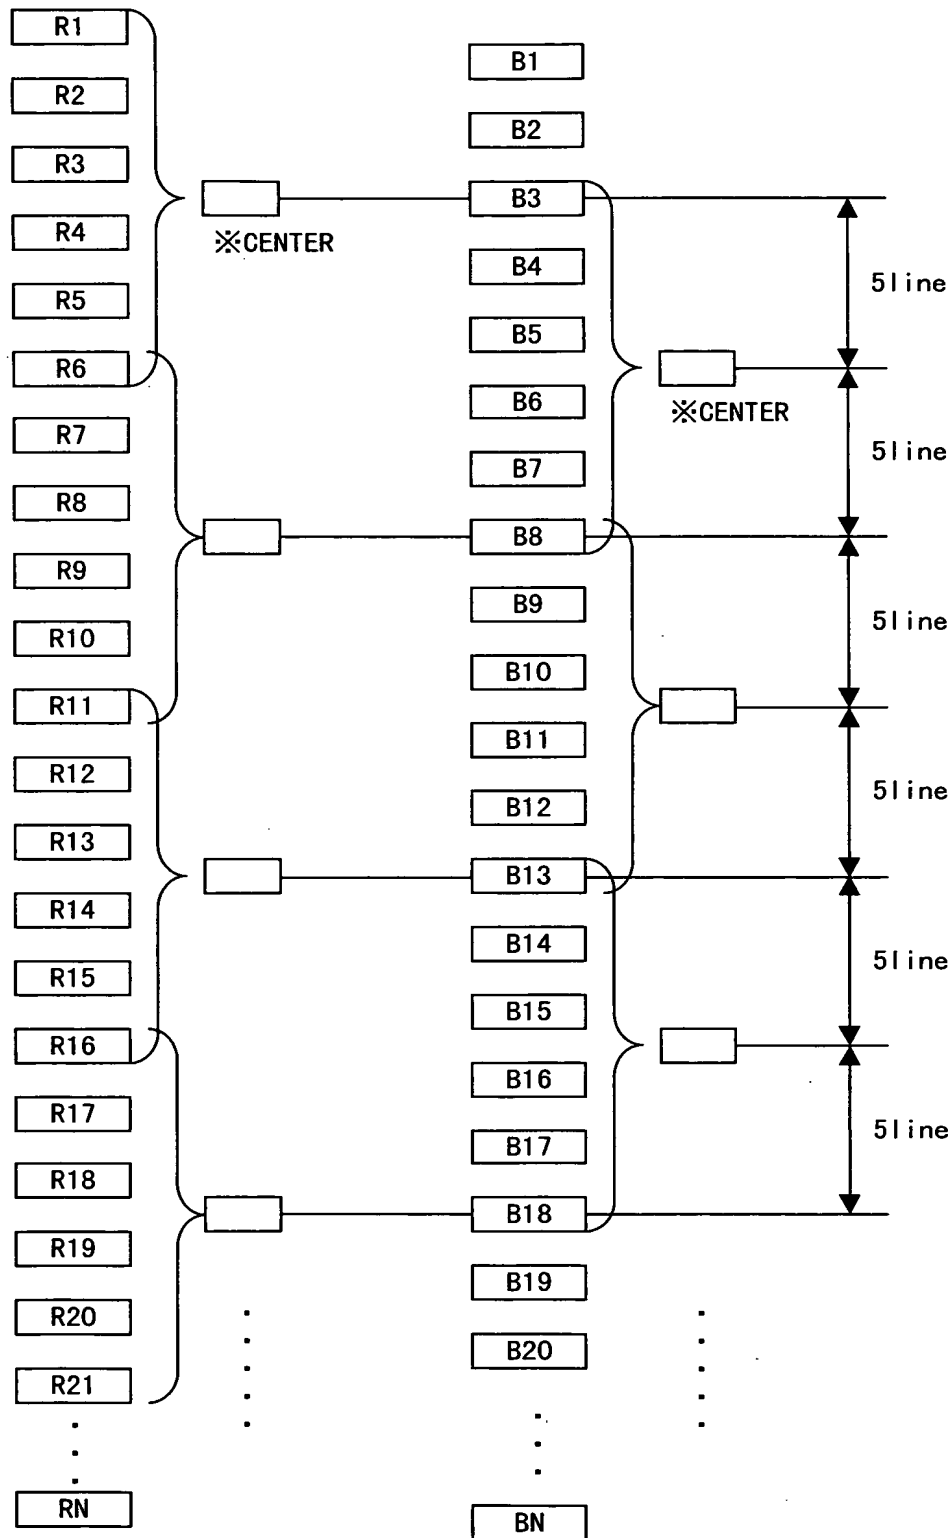 R1
R2
R3
R4
R5
R6
R7
R8
R9
R10
R11
R12
R13
R14
R15
R16
R17
R18
R19
R20
R21
RN
※CENTER
B1
B2
B3
B4
B5
B6
B7
B8
B9
B10
B11
B12
B13
B14
B15
B16
B17
B18
B19
B20
BN
※CENTER
5line
5line
5line
5line
5line
5line